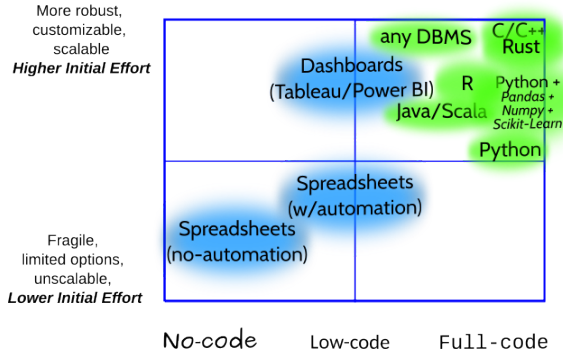 More robust,
customizable,
scalable
Higher Initial Effort
any DBMS
C/C++
Rust
Dashboards
(Tableau/Power BI)
R
Python +
Pandas +
Numpy +
Scikit-Learn
Java/Scala
Python
Spreadsheets
(w/automation)
Spreadsheets
(no-automation)
Fragile,
limited options,
unscalable,
Lower Initial Effort
No-code
Low-code
Full-code